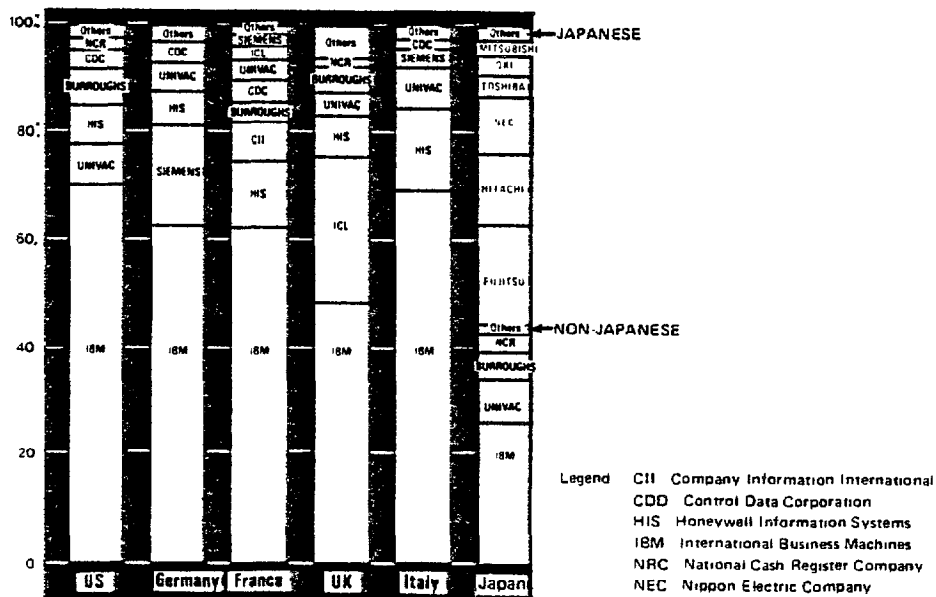 100%
80%
60%
40
20
0
Others
NCR
CDC
BURROUGHS
HIS
UNIVAC
IBM
US
Others
CDC
UNIVAC
HIS
SIEMENS
IBM
Germany
Others
SIEMENS
ICL
UNIVAC
CDC
BURROUGHS
CII
HIS
IBM
France
Others
NCR
BURROUGHS
UNIVAC
HIS
ICL
IBM
UK
Others
CDC
SIEMENS
UNIVAC
HIS
IBM
Italy
Others
MITSUBISHI
OKI
TOSHIBA
NEC
HITACHI
FUJITSU
Others
NCR
BURROUGHS
UNIVAC
IBM
Japan
JAPANESE
NON-JAPANESE
Legend CII Company Information International
CDD Control Data Corporation
HIS Honeywell Information Systems
IBM International Business Machines
NRC National Cash Register Company
NEC Nippon Electric Company